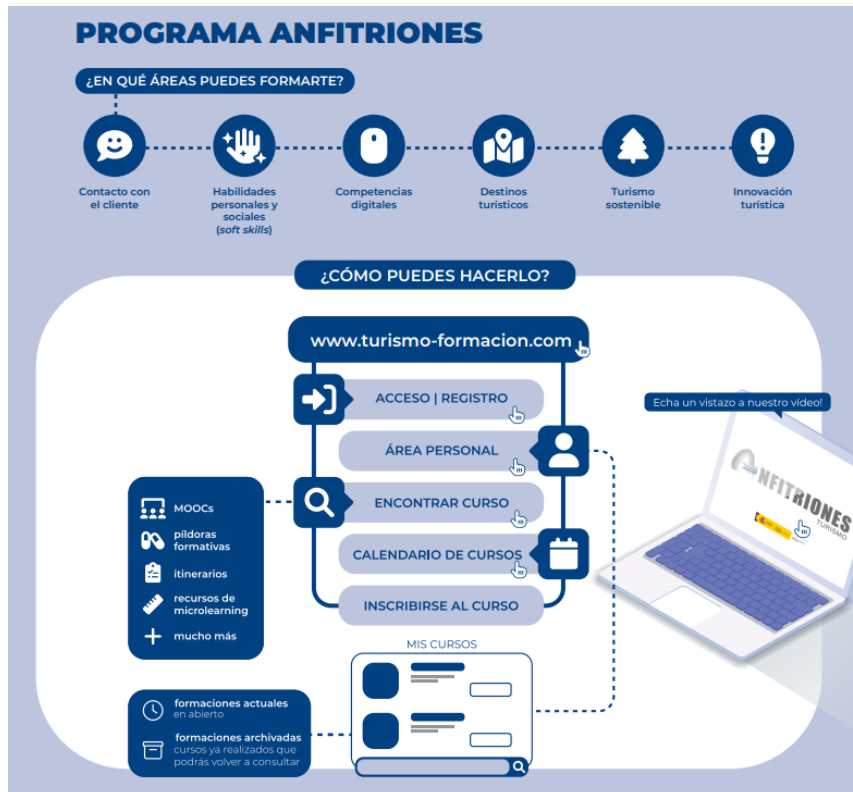 PROGRAMA ANFITRIONES
¿EN QUÉ ÁREAS PUEDES FORMARTE?
Contacto con
el cliente
Habilidades
personales y
sociales
(soft skills)
Competencias
digitales
Destinos
turísticos
Turismo
sostenible
Innovación
turística
¿CÓMO PUEDES HACERLO?
www.turismo-formacion.com
ACCESO | REGISTRO
ÁREA PERSONAL
ENCONTRAR CURSO
CALENDARIO DE CURSOS
INSCRIBIRSE AL CURSO
MOOCs
píldoras
formativas
itinerarios
recursos de
microlearning
mucho más
Echa un vistazo a nuestro vídeo!
ANFITRIONES
TURISMO
MIS CURSOS
formaciones actuales
en abierto
formaciones archivadas
cursos ya realizados que
podrás volver a consultar